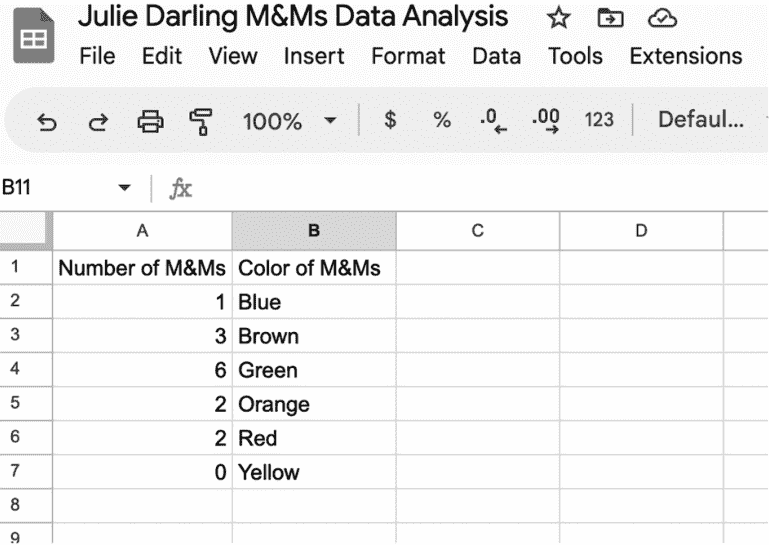 Julie Darling M&Ms Data Analysis
File Edit View Insert Format Data Tools Extensions
100% $ % .0 .00 123 Defaul...
B11 fx
A B C D
1 Number of M&Ms Color of M&Ms
2 1 Blue
3 3 Brown
4 6 Green
5 2 Orange
6 2 Red
7 0 Yellow
8
9